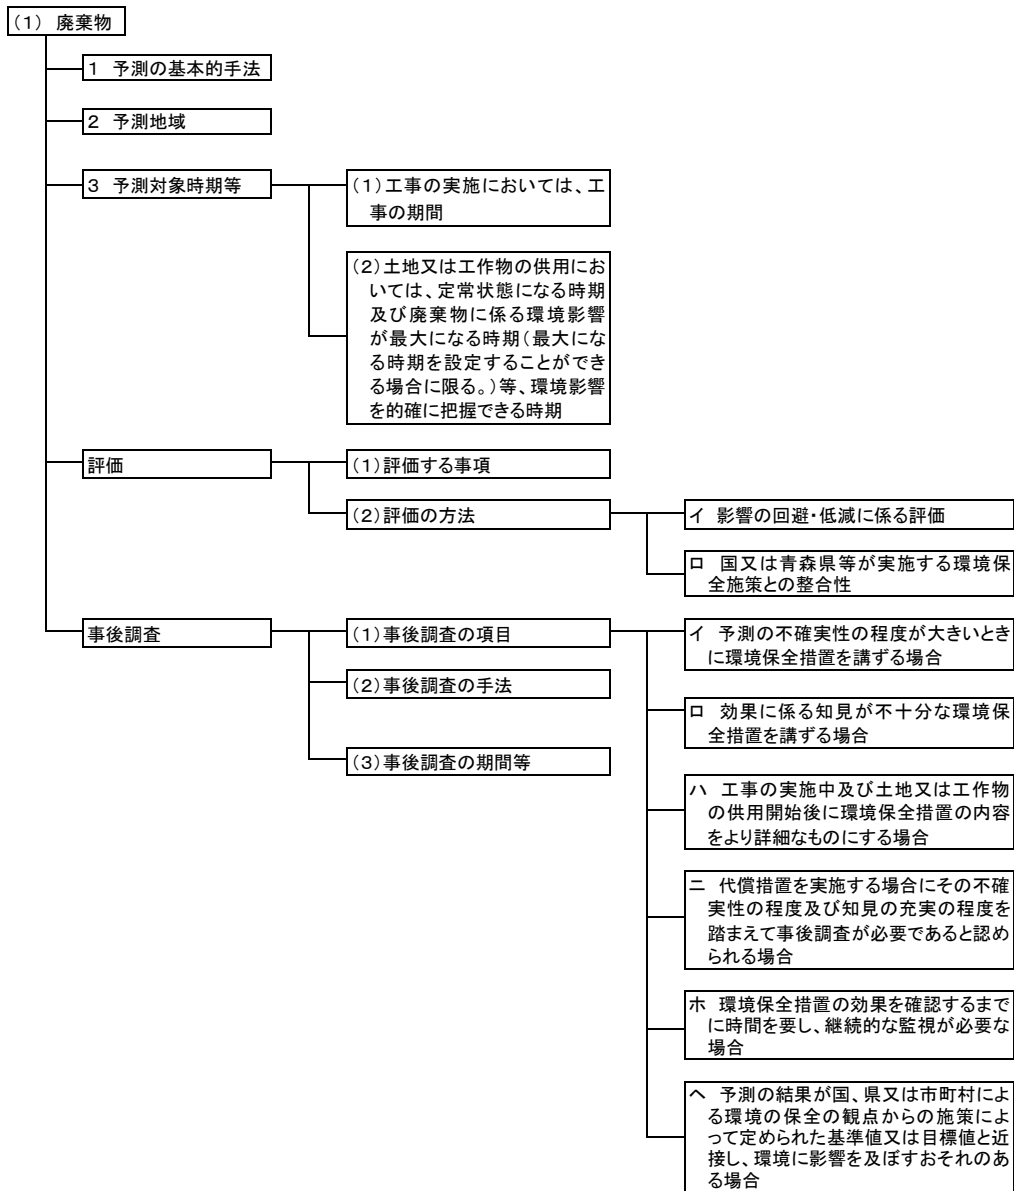 (1) 廃棄物
1 予測の基本的手法
2 予測地域
3 予測対象時期等
(1)工事の実施においては、工
事の期間
(2)土地又は工作物の供用にお
いては、定常状態になる時期
及び廃棄物に係る環境影響
が最大になる時期(最大にな
る時期を設定することができ
る場合に限る。)等、環境影響
を的確に把握できる時期
評価
(1)評価する事項
(2)評価の方法
イ 影響の回避・低減に係る評価
ロ 国又は青森県等が実施する環境保
全施策との整合性
事後調査
(1)事後調査の項目
イ 予測の不確実性の程度が大きいとき
に環境保全措置を講ずる場合
(2)事後調査の手法
ロ 効果に係る知見が不十分な環境保
全措置を講ずる場合
(3)事後調査の期間等
ハ 工事の実施中及び土地又は工作物
の供用開始後に環境保全措置の内容
をより詳細なものにする場合
ニ 代償措置を実施する場合にその不確
実性の程度及び知見の充実の程度を
踏まえて事後調査が必要であると認め
られる場合
ホ 環境保全措置の効果を確認するまで
に時間を要し、継続的な監視が必要な
場合
ヘ 予測の結果が国、県又は市町村によ
る環境の保全の観点からの施策によ
って定められた基準値又は目標値と近
接し、環境に影響を及ぼすおそれのあ
る場合